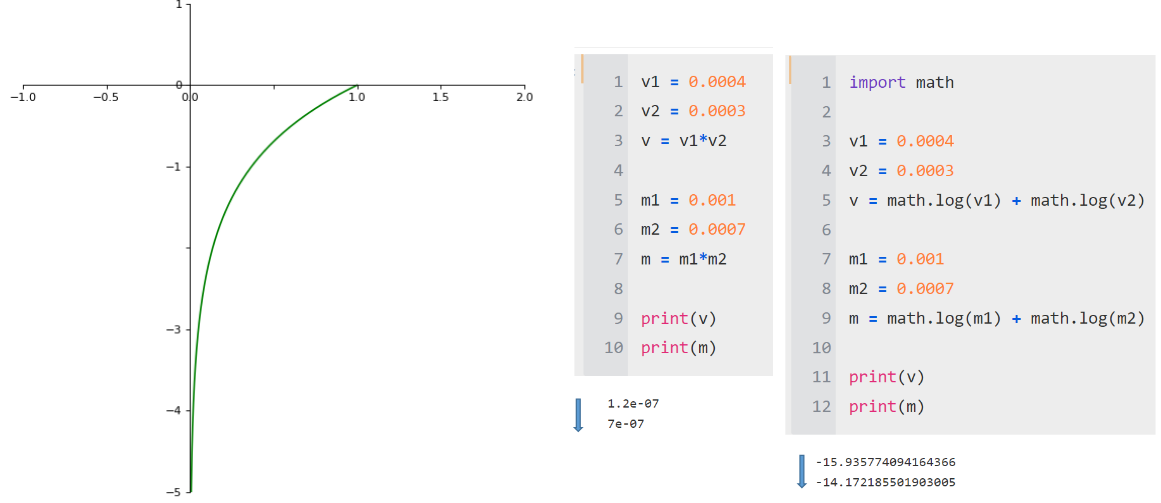 1
0
−1.0
−0.5
0.0
1.0
1.5
2.0
−1
−3
−4
−5
1 v1 = 0.0004
2 v2 = 0.0003
3 v = v1*v2
4
5 m1 = 0.001
6 m2 = 0.0007
7 m = m1*m2
8
9 print(v)
10 print(m)
1.2e-07
7e-07
1 import math
2
3 v1 = 0.0004
4 v2 = 0.0003
5 v = math.log(v1) + math.log(v2)
6
7 m1 = 0.001
8 m2 = 0.0007
9 m = math.log(m1) + math.log(m2)
10
11 print(v)
12 print(m)
-15.935774094164366
-14.172185501903005